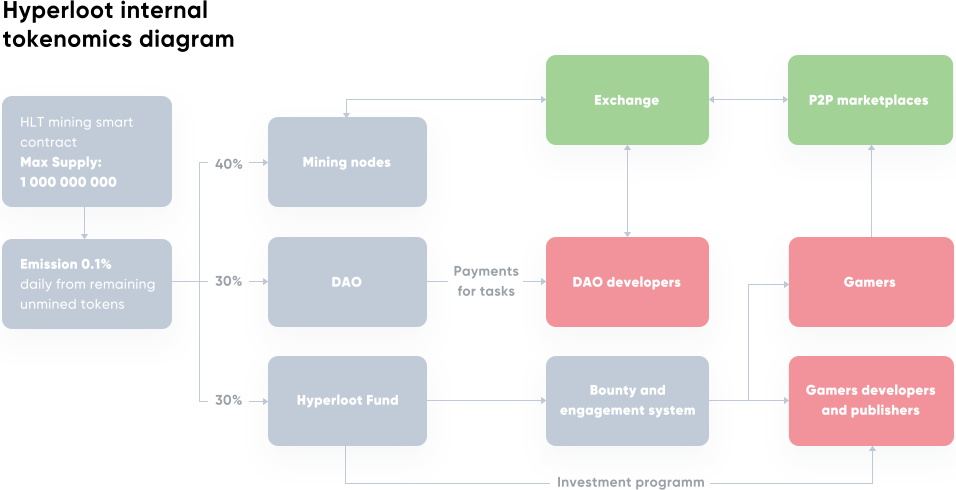 Hyperloot internal
tokenomics diagram
HLT mining smart
contract
Max Supply:
1 000 000 000
Emission 0.1%
daily from remaining
unmined tokens
40%
30%
30%
Mining nodes
DAO
Hyperloot Fund
Payments
for tasks
Exchange
DAO developers
Bounty and
engagement system
P2P marketplaces
Gamers
Gamers developers
and publishers
Investment programm